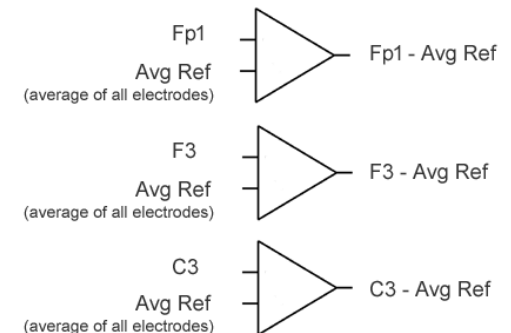 Fp1
Avg Ref
(average of all electrodes)
Fp1 - Avg Ref
F3
Avg Ref
(average of all electrodes)
F3 - Avg Ref
C3
Avg Ref
(average of all electrodes)
C3 - Avg Ref